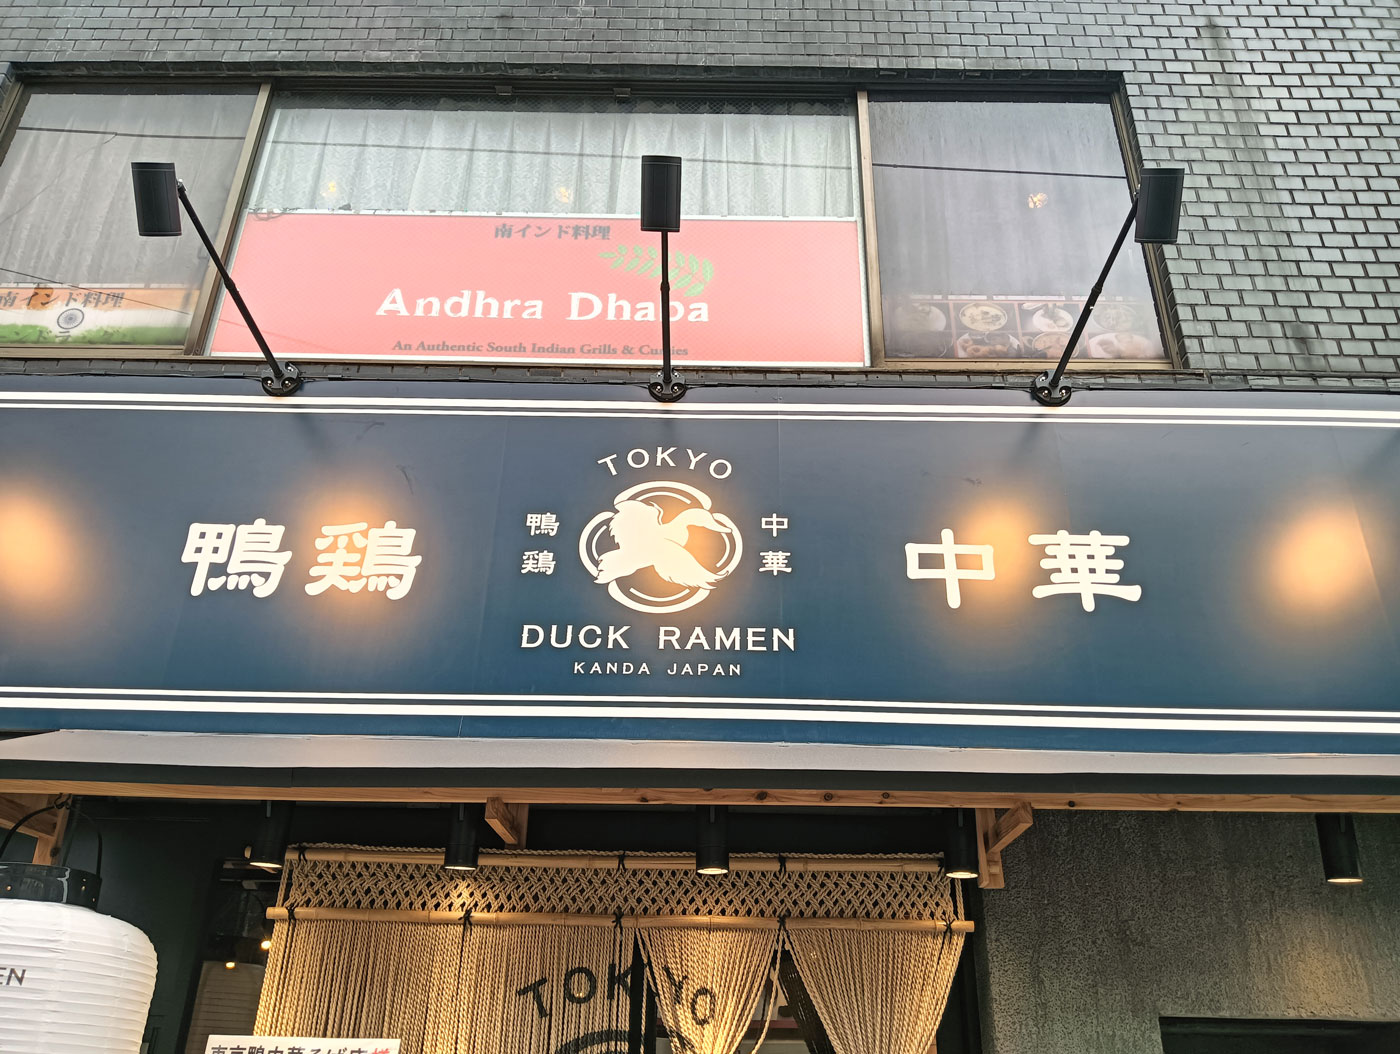 南インド料理
Andhra Dhaba
An Authentic South Indian Grills & Curries
南インド料理
TOKYO
鴨鶏 中華
鴨鶏
中華
DUCK RAMEN
KANDA JAPAN
TOKYO
EN